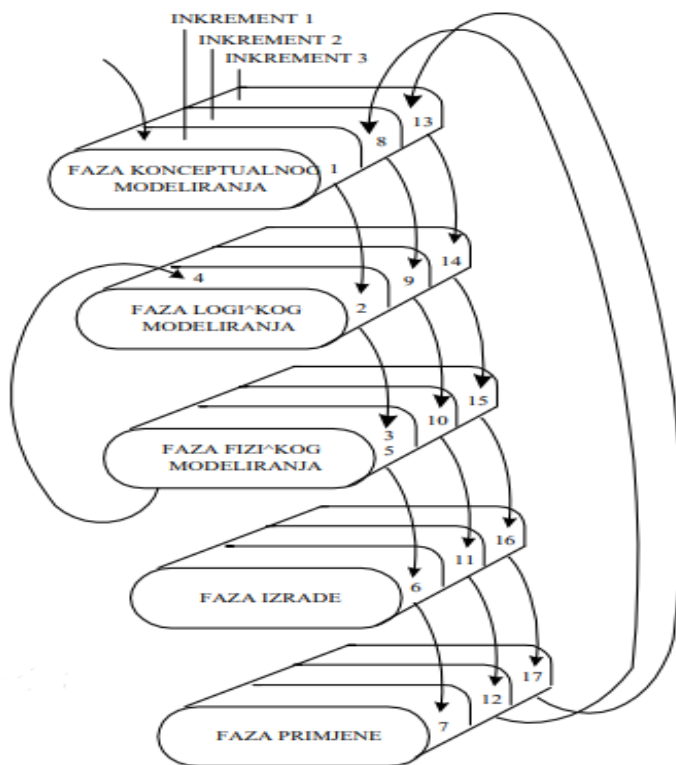 INKREMENT 1
INKREMENT 2
INKREMENT 3
13
8
1
FAZA KONCEPTUALNOG
MODELIRANJA
14
9
4
2
FAZA LOGI^KOG
MODELIRANJA
15
10
3
5
FAZA FIZI^KOG
MODELIRANJA
16
11
6
FAZA IZRADE
17
12
7
FAZA PRIMJENE